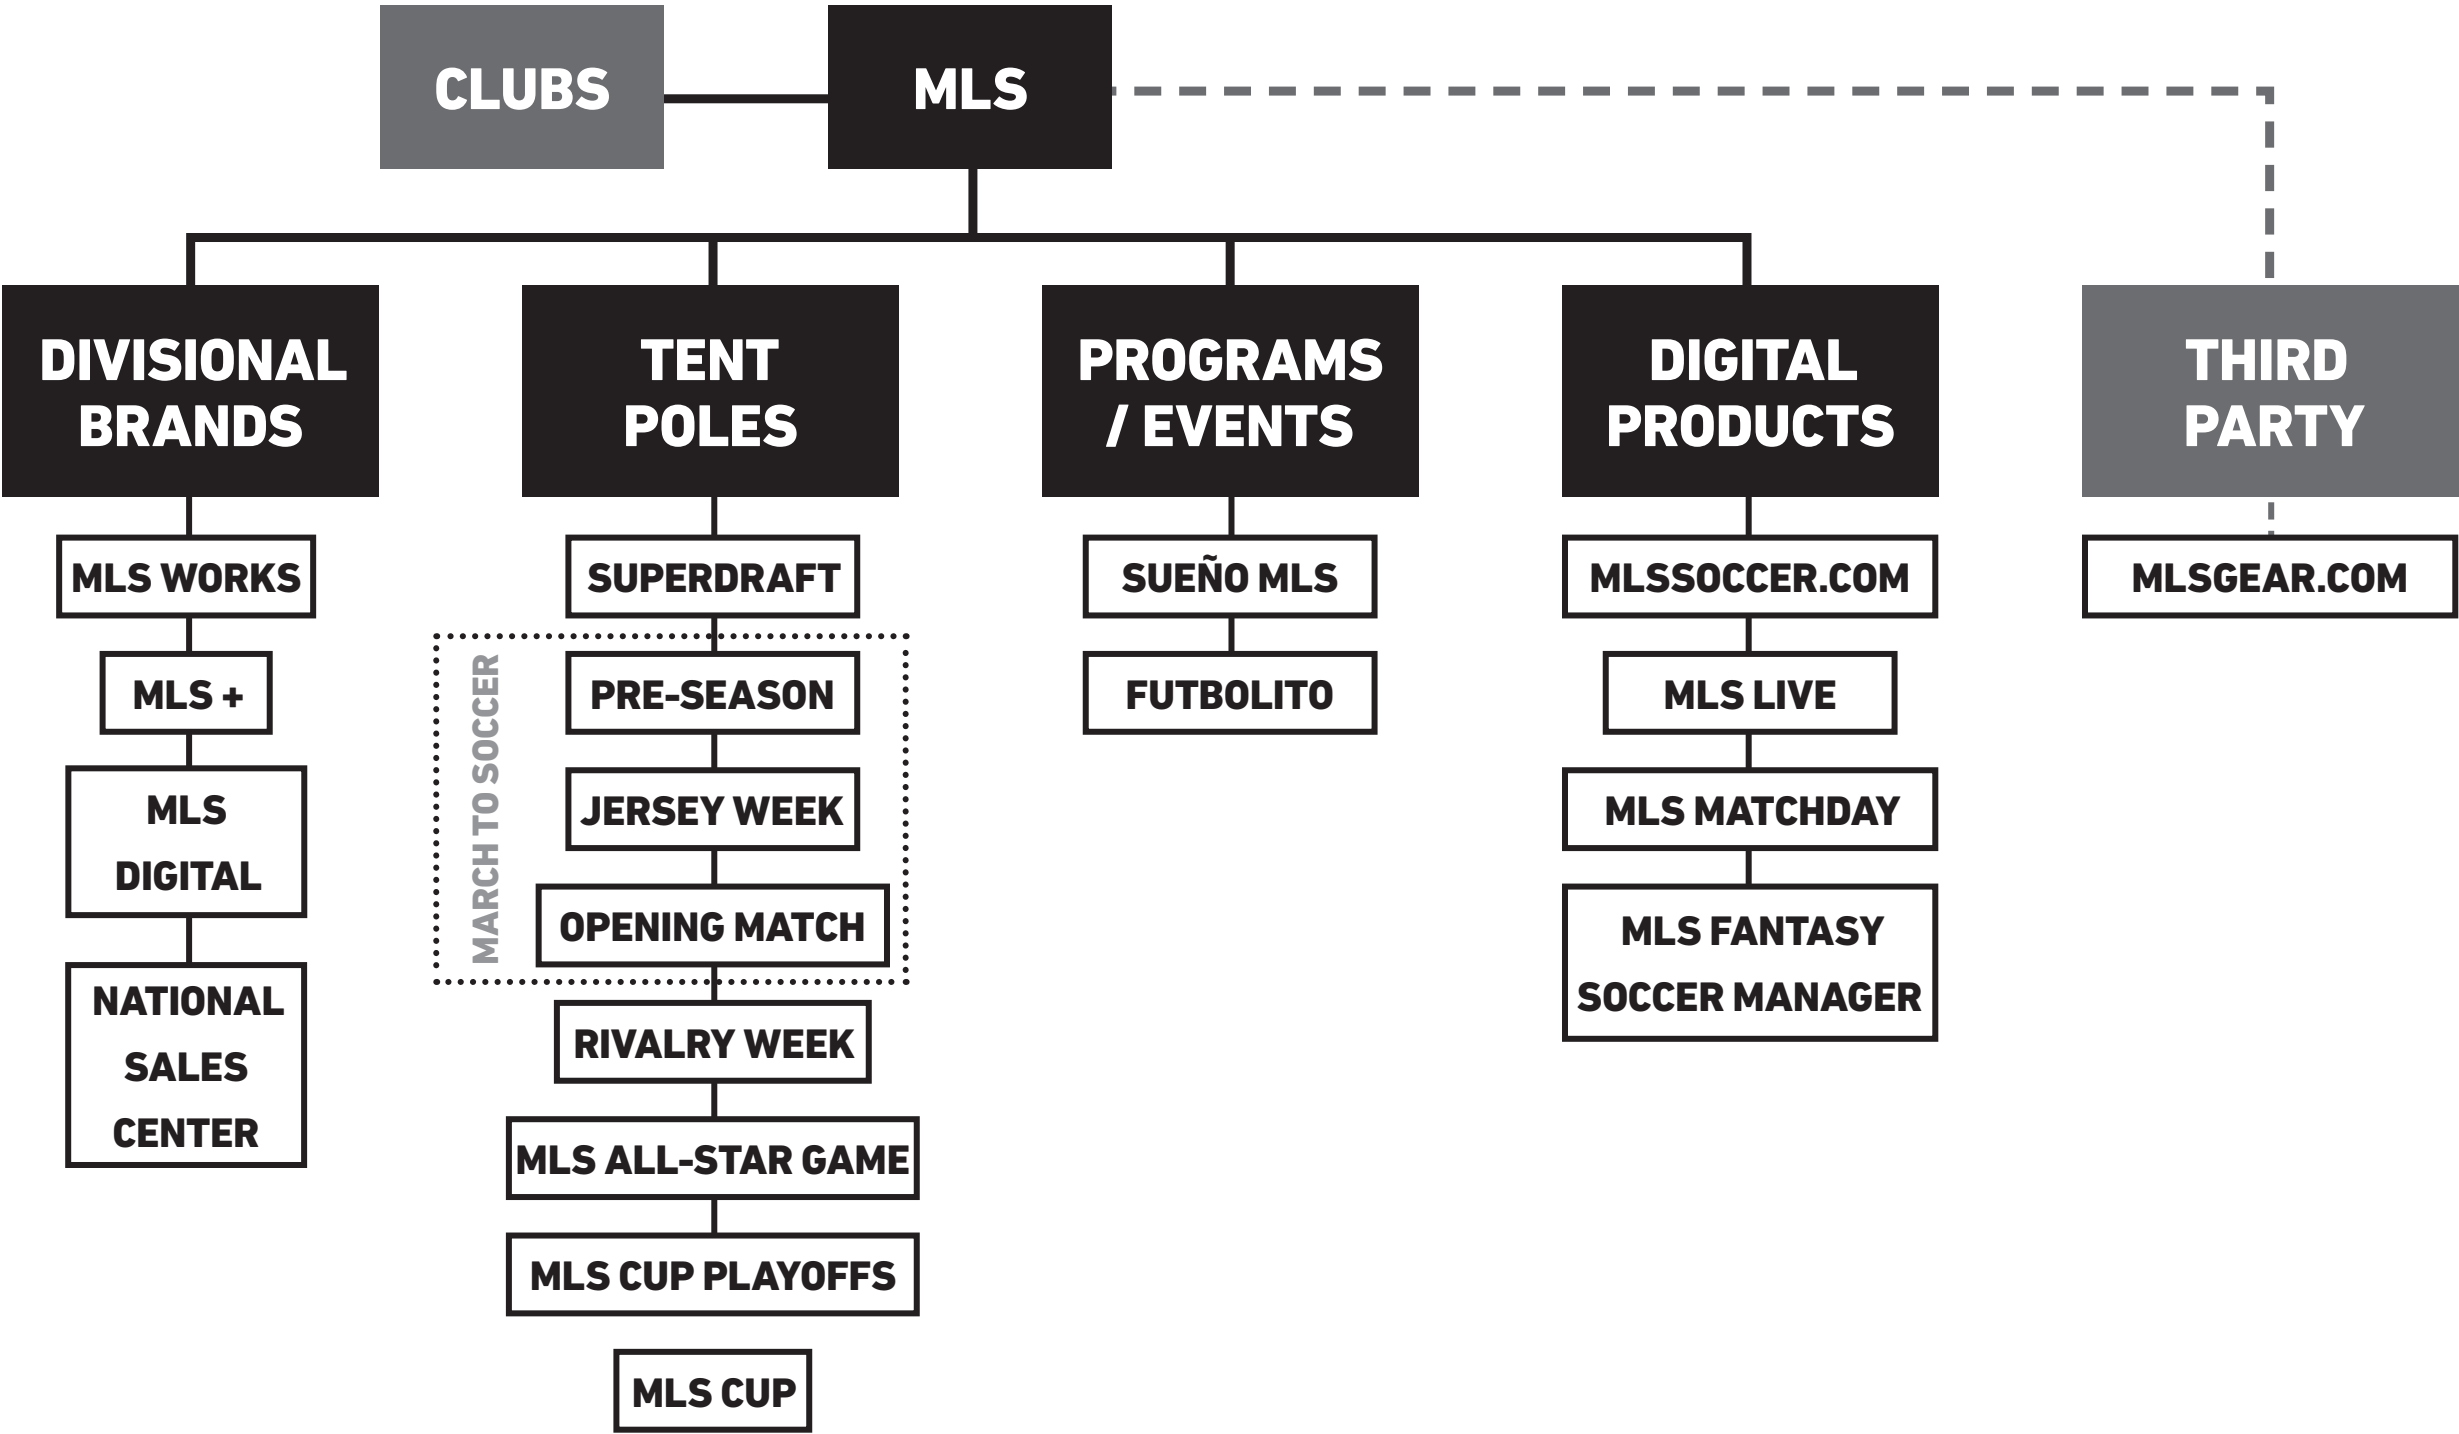 CLUBS
MLS
DIVISIONAL
BRANDS
TENT
POLES
PROGRAMS
/ EVENTS
DIGITAL
PRODUCTS
THIRD
PARTY
MLS WORKS
MLS +
MLS
DIGITAL
NATIONAL
SALES
CENTER
SUPERDRAFT
MARCH TO SOCCER
PRE-SEASON
JERSEY WEEK
OPENING MATCH
RIVALRY WEEK
MLS ALL-STAR GAME
MLS CUP PLAYOFFS
MLS CUP
SUEÑO MLS
FUTBOLITO
MLSSOCCER.COM
MLS LIVE
MLS MATCHDAY
MLS FANTASY
SOCCER MANAGER
MLSGEAR.COM